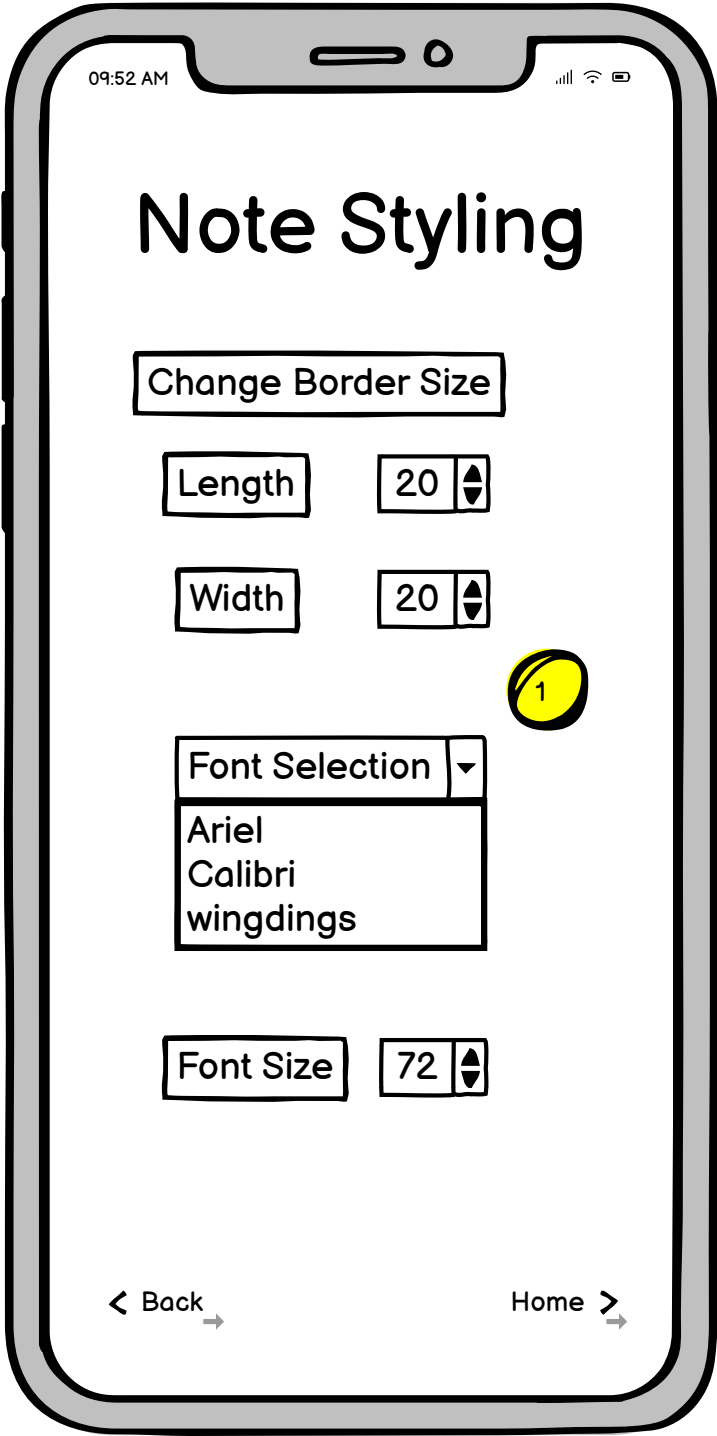 09:52 AM
Note Styling
Change Border Size
Length 20
Width 20
1
Font Selection
Ariel
Calibri
wingdings
Font Size 72
Back Home